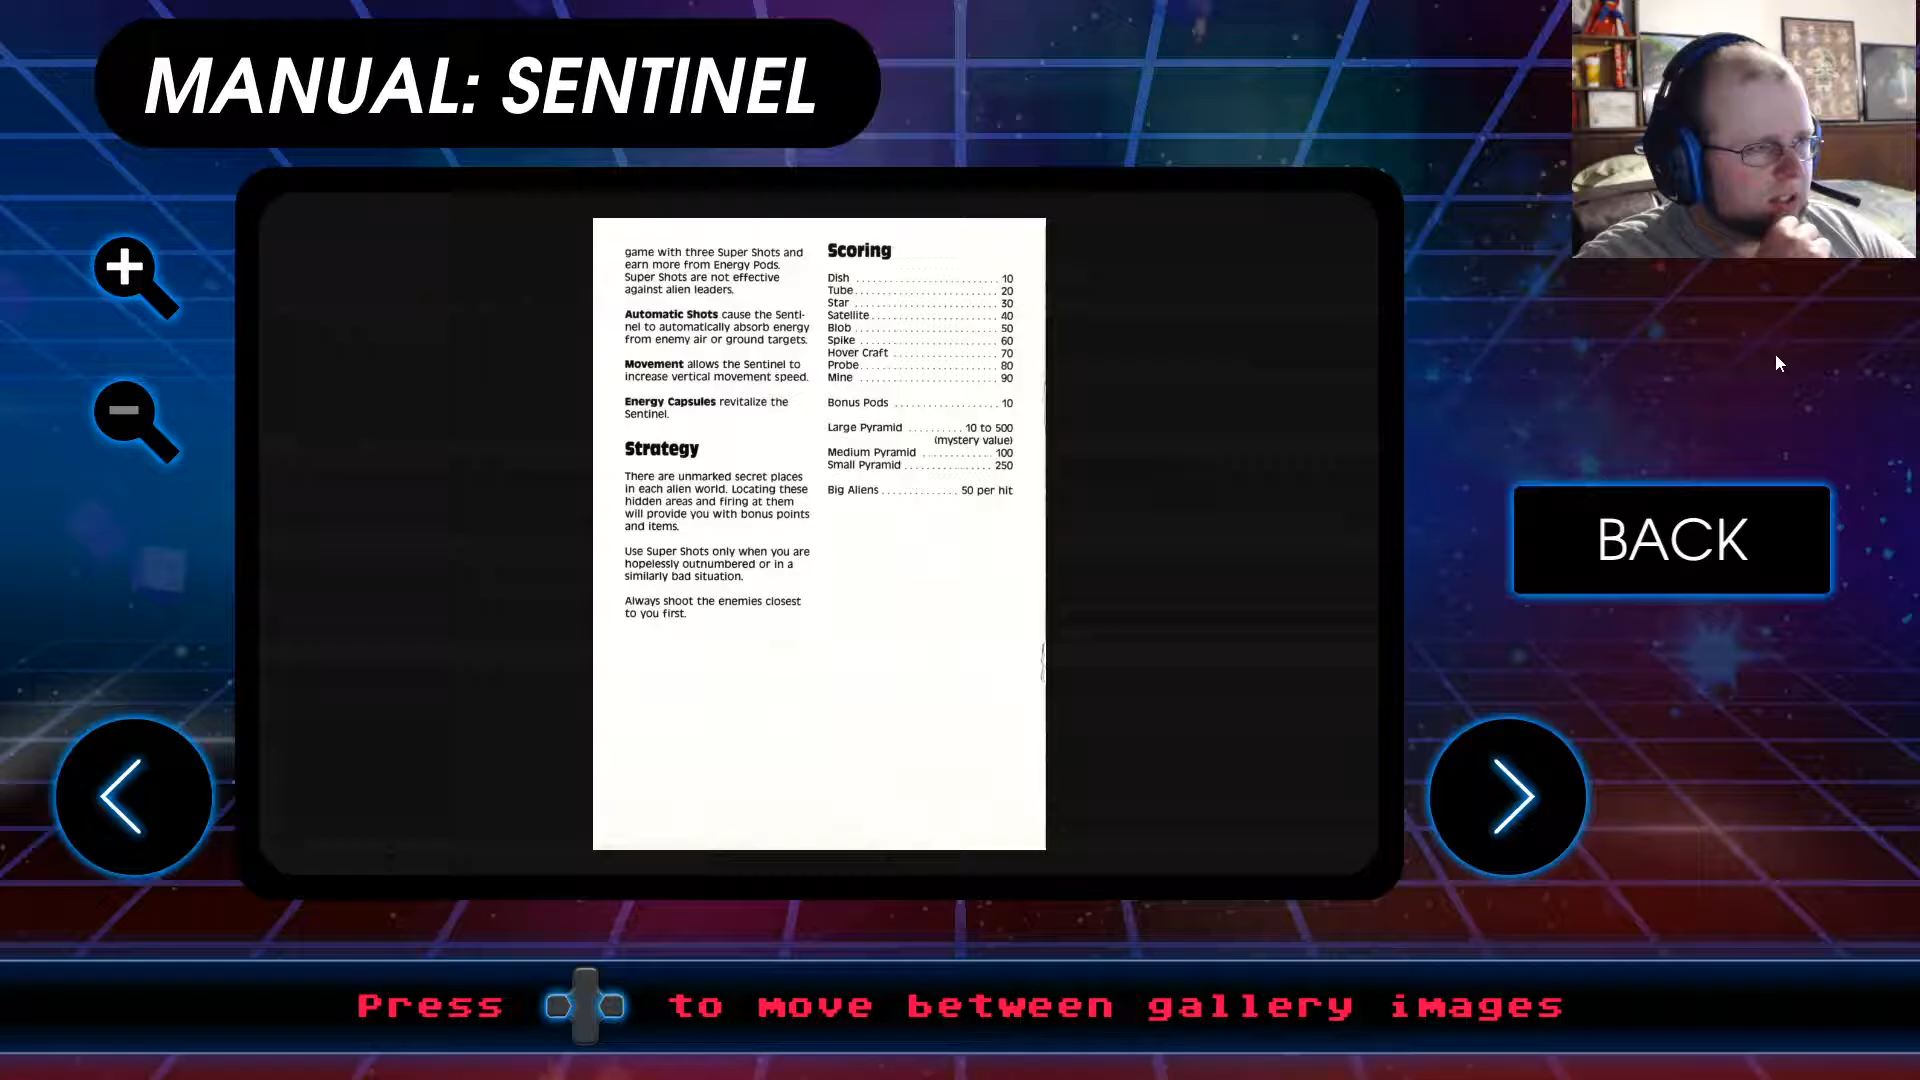 MANUAL: SENTINEL
game with three Super Shots and
earn more from Energy Pods.
Super Shots are not effective
against alien leaders.
Automatic Shots cause the Senti-
nel to automatically absorb energy
from enemy air or ground targets.
Movement allows the Sentinel to
increase vertical movement speed.
Energy Capsules revitalize the
Sentinel.
Strategy
There are unmarked secret places
in each alien world. Locating these
hidden areas and firing at them
will provide you with bonus points
and items.
Use Super Shots only when you are
hopelessly outnumbered or in a
similarly bad situation.
Always shoot the enemies closest
to you first.
Scoring
Dish . . . . . . . . . . . . . . . . . . . . . . . . 10
Tube . . . . . . . . . . . . . . . . . . . . . . . . 20
Star . . . . . . . . . . . . . . . . . . . . . . . . 30
Satellite . . . . . . . . . . . . . . . . . . . . . 40
Blob . . . . . . . . . . . . . . . . . . . . . . . . 50
Spike . . . . . . . . . . . . . . . . . . . . . . . 60
Hover Craft . . . . . . . . . . . . . . . . . . 70
Probe . . . . . . . . . . . . . . . . . . . . . . . 80
Mine . . . . . . . . . . . . . . . . . . . . . . . 90
Bonus Pods . . . . . . . . . . . . . . . . . . 10
Large Pyramid . . . . . . . . . 10 to 500
(mystery value)
Medium Pyramid . . . . . . . . . . . . 100
Small Pyramid . . . . . . . . . . . . . . 250
Big Aliens . . . . . . . . . . . . . 50 per hit
BACK
Press to move between gallery images